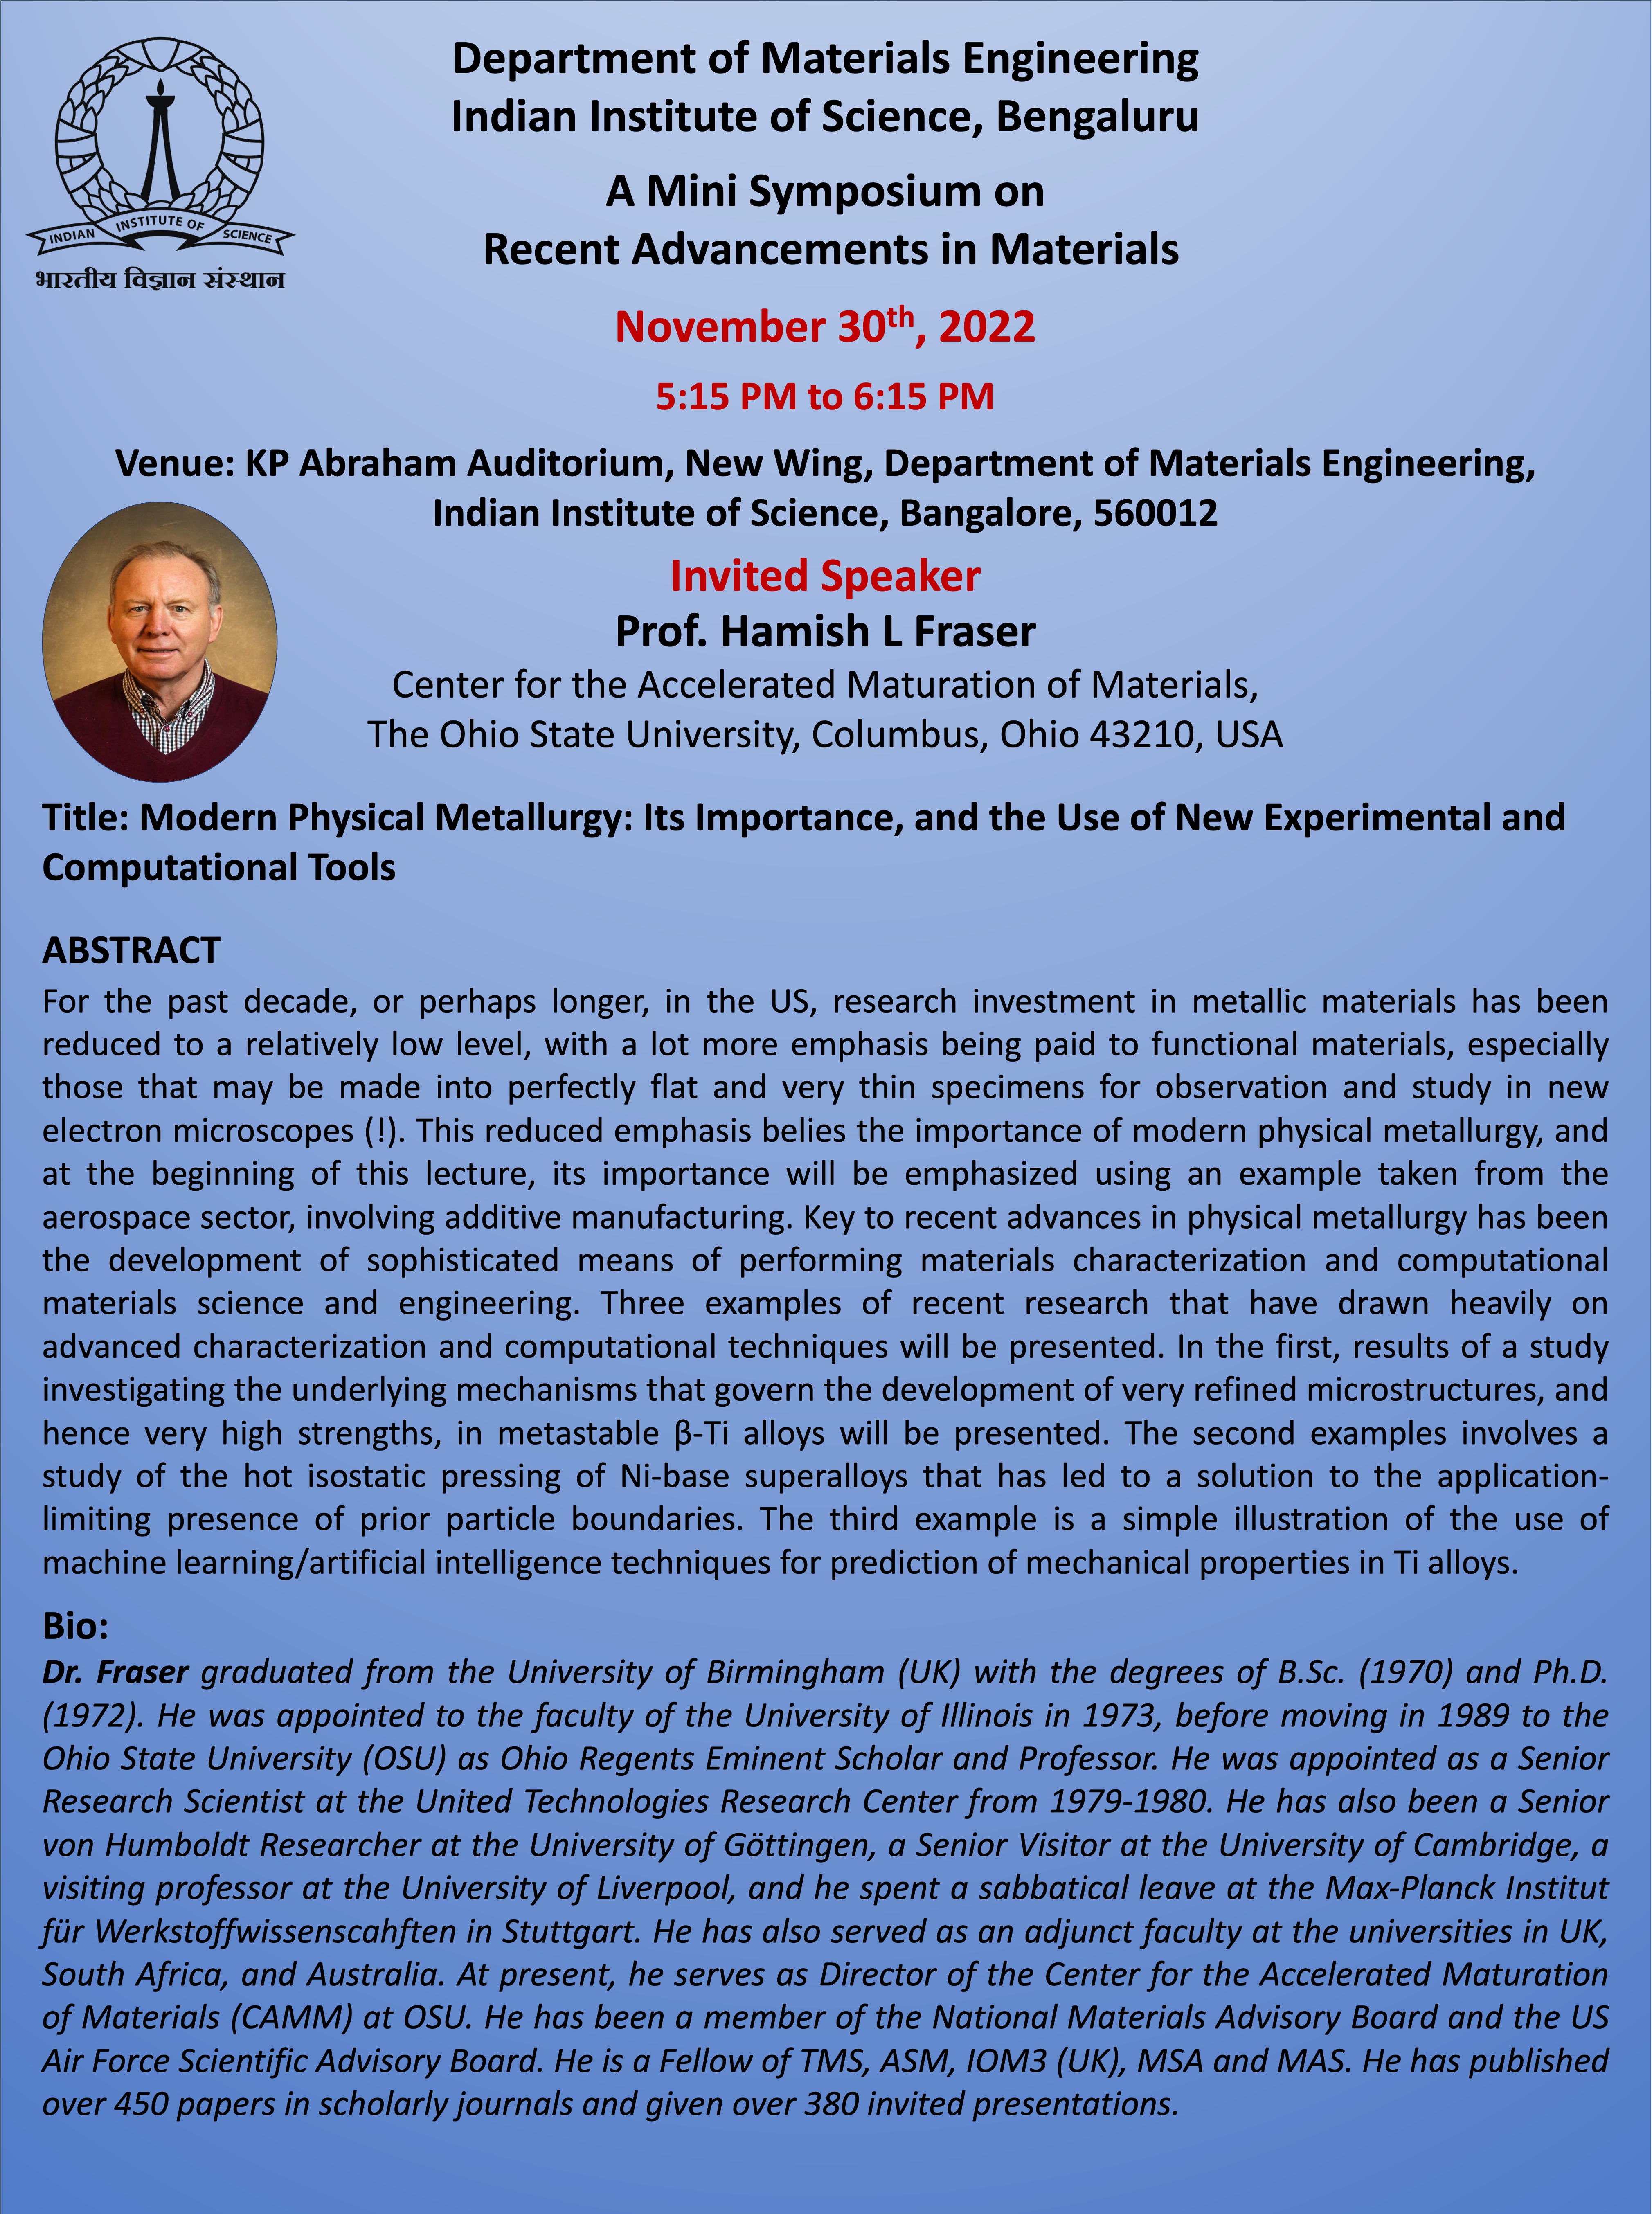 Department of Materials Engineering
Indian Institute of Science, Bengaluru
A Mini Symposium on
Recent Advancements in Materials
INDIAN INSTITUTE OF SCIENCE
भारतीय विज्ञान संस्थान
November 30th, 2022
5:15 PM to 6:15 PM
Venue: KP Abraham Auditorium, New Wing, Department of Materials Engineering,
Indian Institute of Science, Bangalore, 560012
Invited Speaker
Prof. Hamish L Fraser
Center for the Accelerated Maturation of Materials,
The Ohio State University, Columbus, Ohio 43210, USA
Title: Modern Physical Metallurgy: Its Importance, and the Use of New Experimental and
Computational Tools
ABSTRACT
For the past decade, or perhaps longer, in the US, research investment in metallic materials has been
reduced to a relatively low level, with a lot more emphasis being paid to functional materials, especially
those that may be made into perfectly flat and very thin specimens for observation and study in new
electron microscopes (!). This reduced emphasis belies the importance of modern physical metallurgy, and
at the beginning of this lecture, its importance will be emphasized using an example taken from the
aerospace sector, involving additive manufacturing. Key to recent advances in physical metallurgy has been
the development of sophisticated means of performing materials characterization and computational
materials science and engineering. Three examples of recent research that have drawn heavily on
advanced characterization and computational techniques will be presented. In the first, results of a study
investigating the underlying mechanisms that govern the development of very refined microstructures, and
hence very high strengths, in metastable β-Ti alloys will be presented. The second examples involves a
study of the hot isostatic pressing of Ni-base superalloys that has led to a solution to the application-
limiting presence of prior particle boundaries. The third example is a simple illustration of the use of
machine learning/artificial intelligence techniques for prediction of mechanical properties in Ti alloys.
Bio:
Dr. Fraser graduated from the University of Birmingham (UK) with the degrees of B.Sc. (1970) and Ph.D.
(1972). He was appointed to the faculty of the University of Illinois in 1973, before moving in 1989 to the
Ohio State University (OSU) as Ohio Regents Eminent Scholar and Professor. He was appointed as a Senior
Research Scientist at the United Technologies Research Center from 1979-1980. He has also been a Senior
von Humboldt Researcher at the University of Göttingen, a Senior Visitor at the University of Cambridge, a
visiting professor at the University of Liverpool, and he spent a sabbatical leave at the Max-Planck Institut
für Werkstoffwissenscahften in Stuttgart. He has also served as an adjunct faculty at the universities in UK,
South Africa, and Australia. At present, he serves as Director of the Center for the Accelerated Maturation
of Materials (CAMM) at OSU. He has been a member of the National Materials Advisory Board and the US
Air Force Scientific Advisory Board. He is a Fellow of TMS, ASM, IOM3 (UK), MSA and MAS. He has published
over 450 papers in scholarly journals and given over 380 invited presentations.